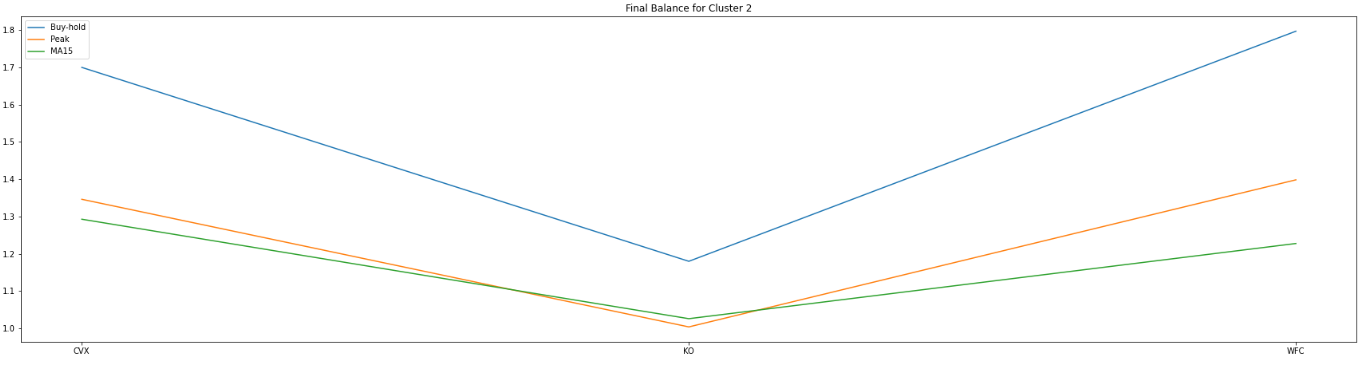 Final Balance for Cluster 2
Buy-hold
Peak
MA15
1.8
1.7
1.6
1.5
1.4
1.3
1.2
1.1
1.0
CVX KO WFC